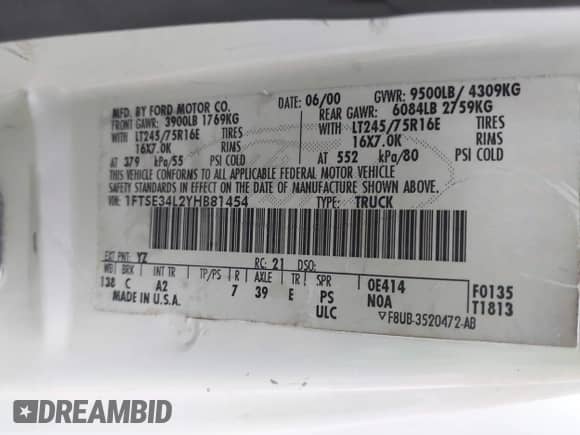 MFD. BY FORD MOTOR CO.
DATE: 06/00 GVWR: 9500LB/ 4309KG
FRONT GAWR: 3900LB 1769KG REAR GAWR: 6084LB 2759KG
WITH LT245/75R16E TIRES WITH LT245/75R16E TIRES
16X7.0K RIMS 16X7.0K RIMS
AT 379 kPa/55 PSI COLD AT 552 kPa/80 PSI COLD
THIS VEHICLE CONFORMS TO ALL APPLICABLE FEDERAL MOTOR VEHICLE SAFETY
STANDARDS IN EFFECT ON THE DATE OF MANUFACTURE SHOWN ABOVE.
VIN: 1FTSE34L2YHB81454 TYPE: TRUCK
EXT PNT: YZ RC: 21 DSO:
WB BRK INT TR TP/PS R AXLE TR SPR
138 C A2 7 39 E PS 0E414 F0135
MADE IN U.S.A. ULC N0A T1813
▽F8UB-3520472-AB
DREAMBID